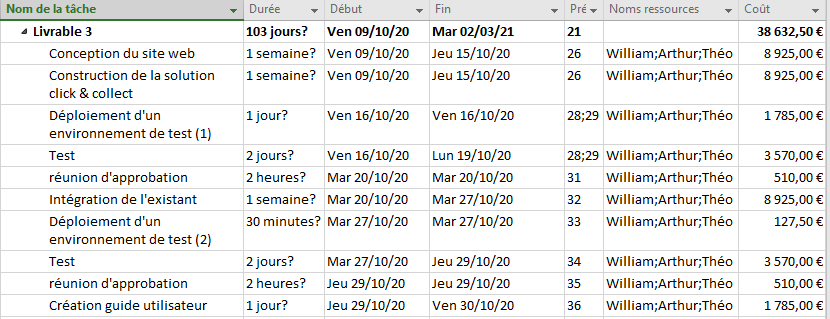 Nom de la tâche Durée Début Fin Pré Noms ressources Coût
Livrable 3 103 jours? Ven 09/10/20 Mar 02/03/21 21 38 632,50 €
Conception du site web 1 semaine? Ven 09/10/20 Jeu 15/10/20 26 William;Arthur;Théo 8 925,00 €
Construction de la solution 1 semaine? Ven 09/10/20 Jeu 15/10/20 26 William;Arthur;Théo 8 925,00 €
click & collect
Déploiement d'un 1 jour? Ven 16/10/20 Ven 16/10/20 28;29 William;Arthur;Théo 1 785,00 €
environnement de test (1)
Test 2 jours? Ven 16/10/20 Lun 19/10/20 28;29 William;Arthur;Théo 3 570,00 €
réunion d'approbation 2 heures? Mar 20/10/20 Mar 20/10/20 31 William;Arthur;Théo 510,00 €
Intégration de l'existant 1 semaine? Mar 20/10/20 Mar 27/10/20 32 William;Arthur;Théo 8 925,00 €
Déploiement d'un 30 minutes? Mar 27/10/20 Mar 27/10/20 33 William;Arthur;Théo 127,50 €
environnement de test (2)
Test 2 jours? Mar 27/10/20 Jeu 29/10/20 34 William;Arthur;Théo 3 570,00 €
réunion d'approbation 2 heures? Jeu 29/10/20 Jeu 29/10/20 35 William;Arthur;Théo 510,00 €
Création guide utilisateur 1 jour? Jeu 29/10/20 Ven 30/10/20 36 William;Arthur;Théo 1 785,00 €